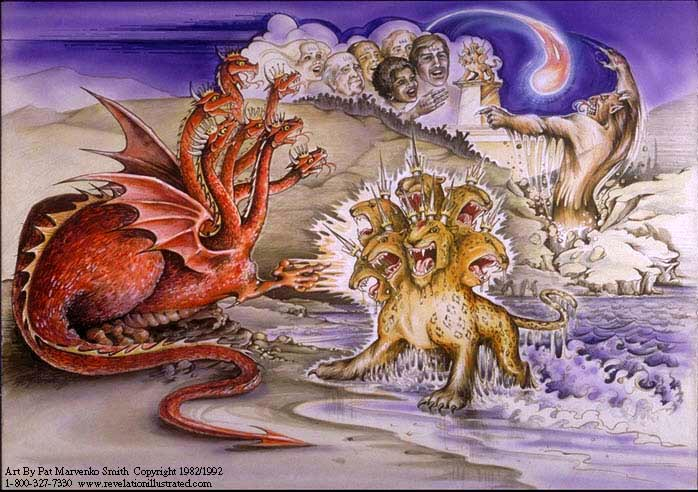 Art By Pat Marvenko Smith Copyright 1982/1992
1-800-327-7330 www.revelationillustrated.com